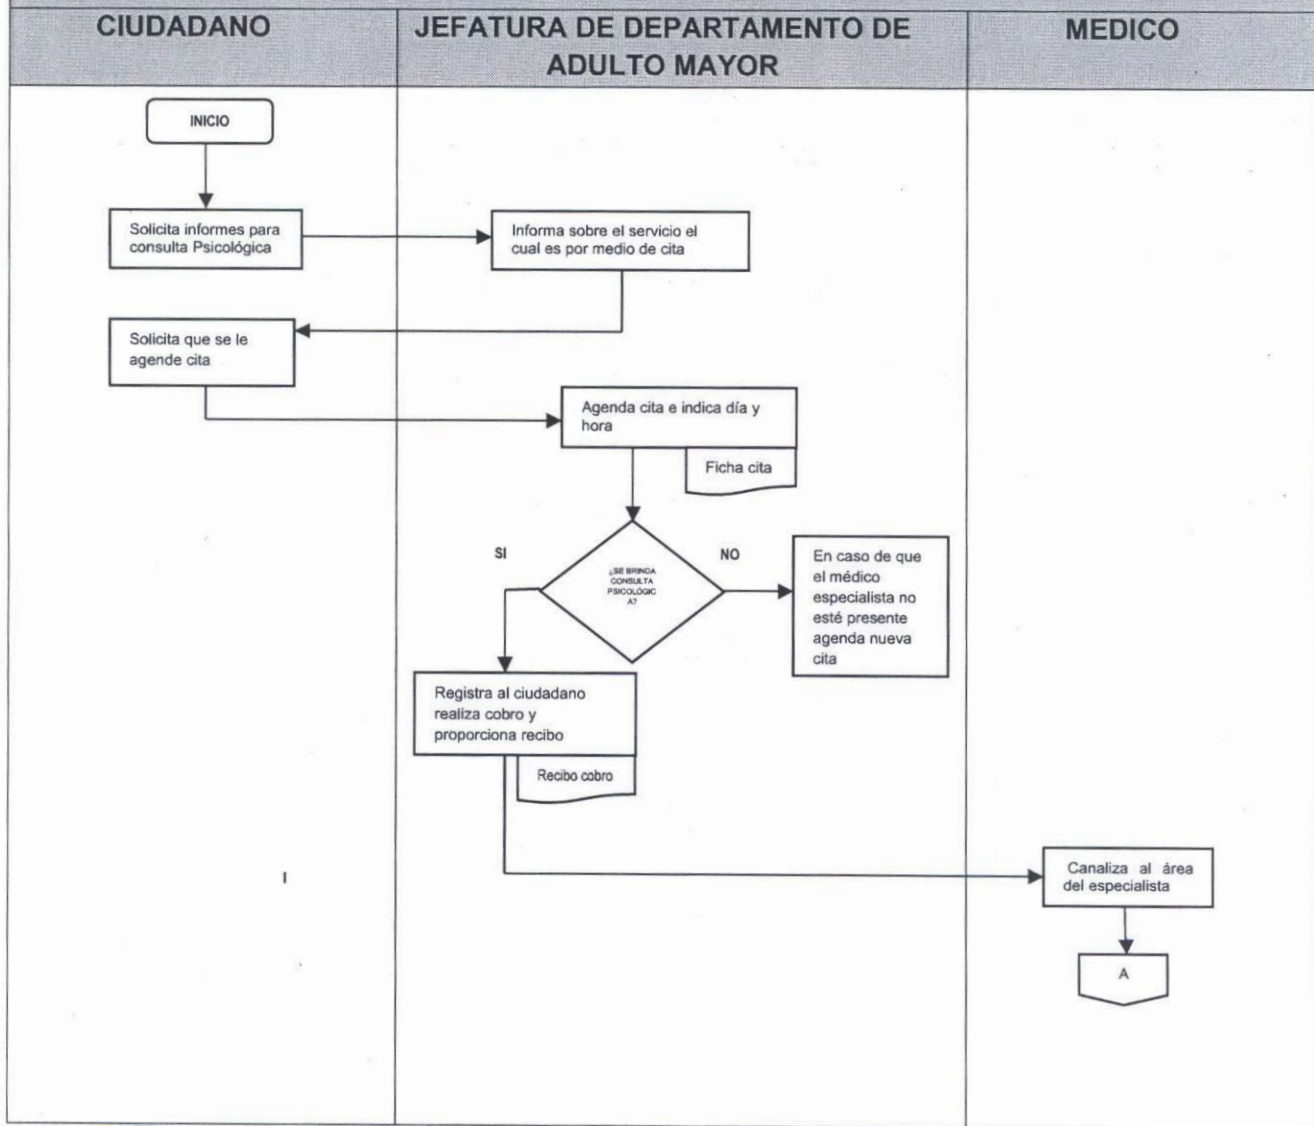 CIUDADANO
JEFATURA DE DEPARTAMENTO DE
ADULTO MAYOR
MEDICO
INICIO
Solicita informes para
consulta Psicológica
Informa sobre el servicio el
cual es por medio de cita
Solicita que se le
agende cita
Agenda cita e indica día y
hora
Ficha cita
SI
¿SE BRINDA
CONSULTA
PSICOLÓGIC
A?
NO
En caso de que
el médico
especialista no
esté presente
agenda nueva
cita
Registra al ciudadano
realiza cobro y
proporciona recibo
Recibo cobro
I
Canaliza al área
del especialista
A